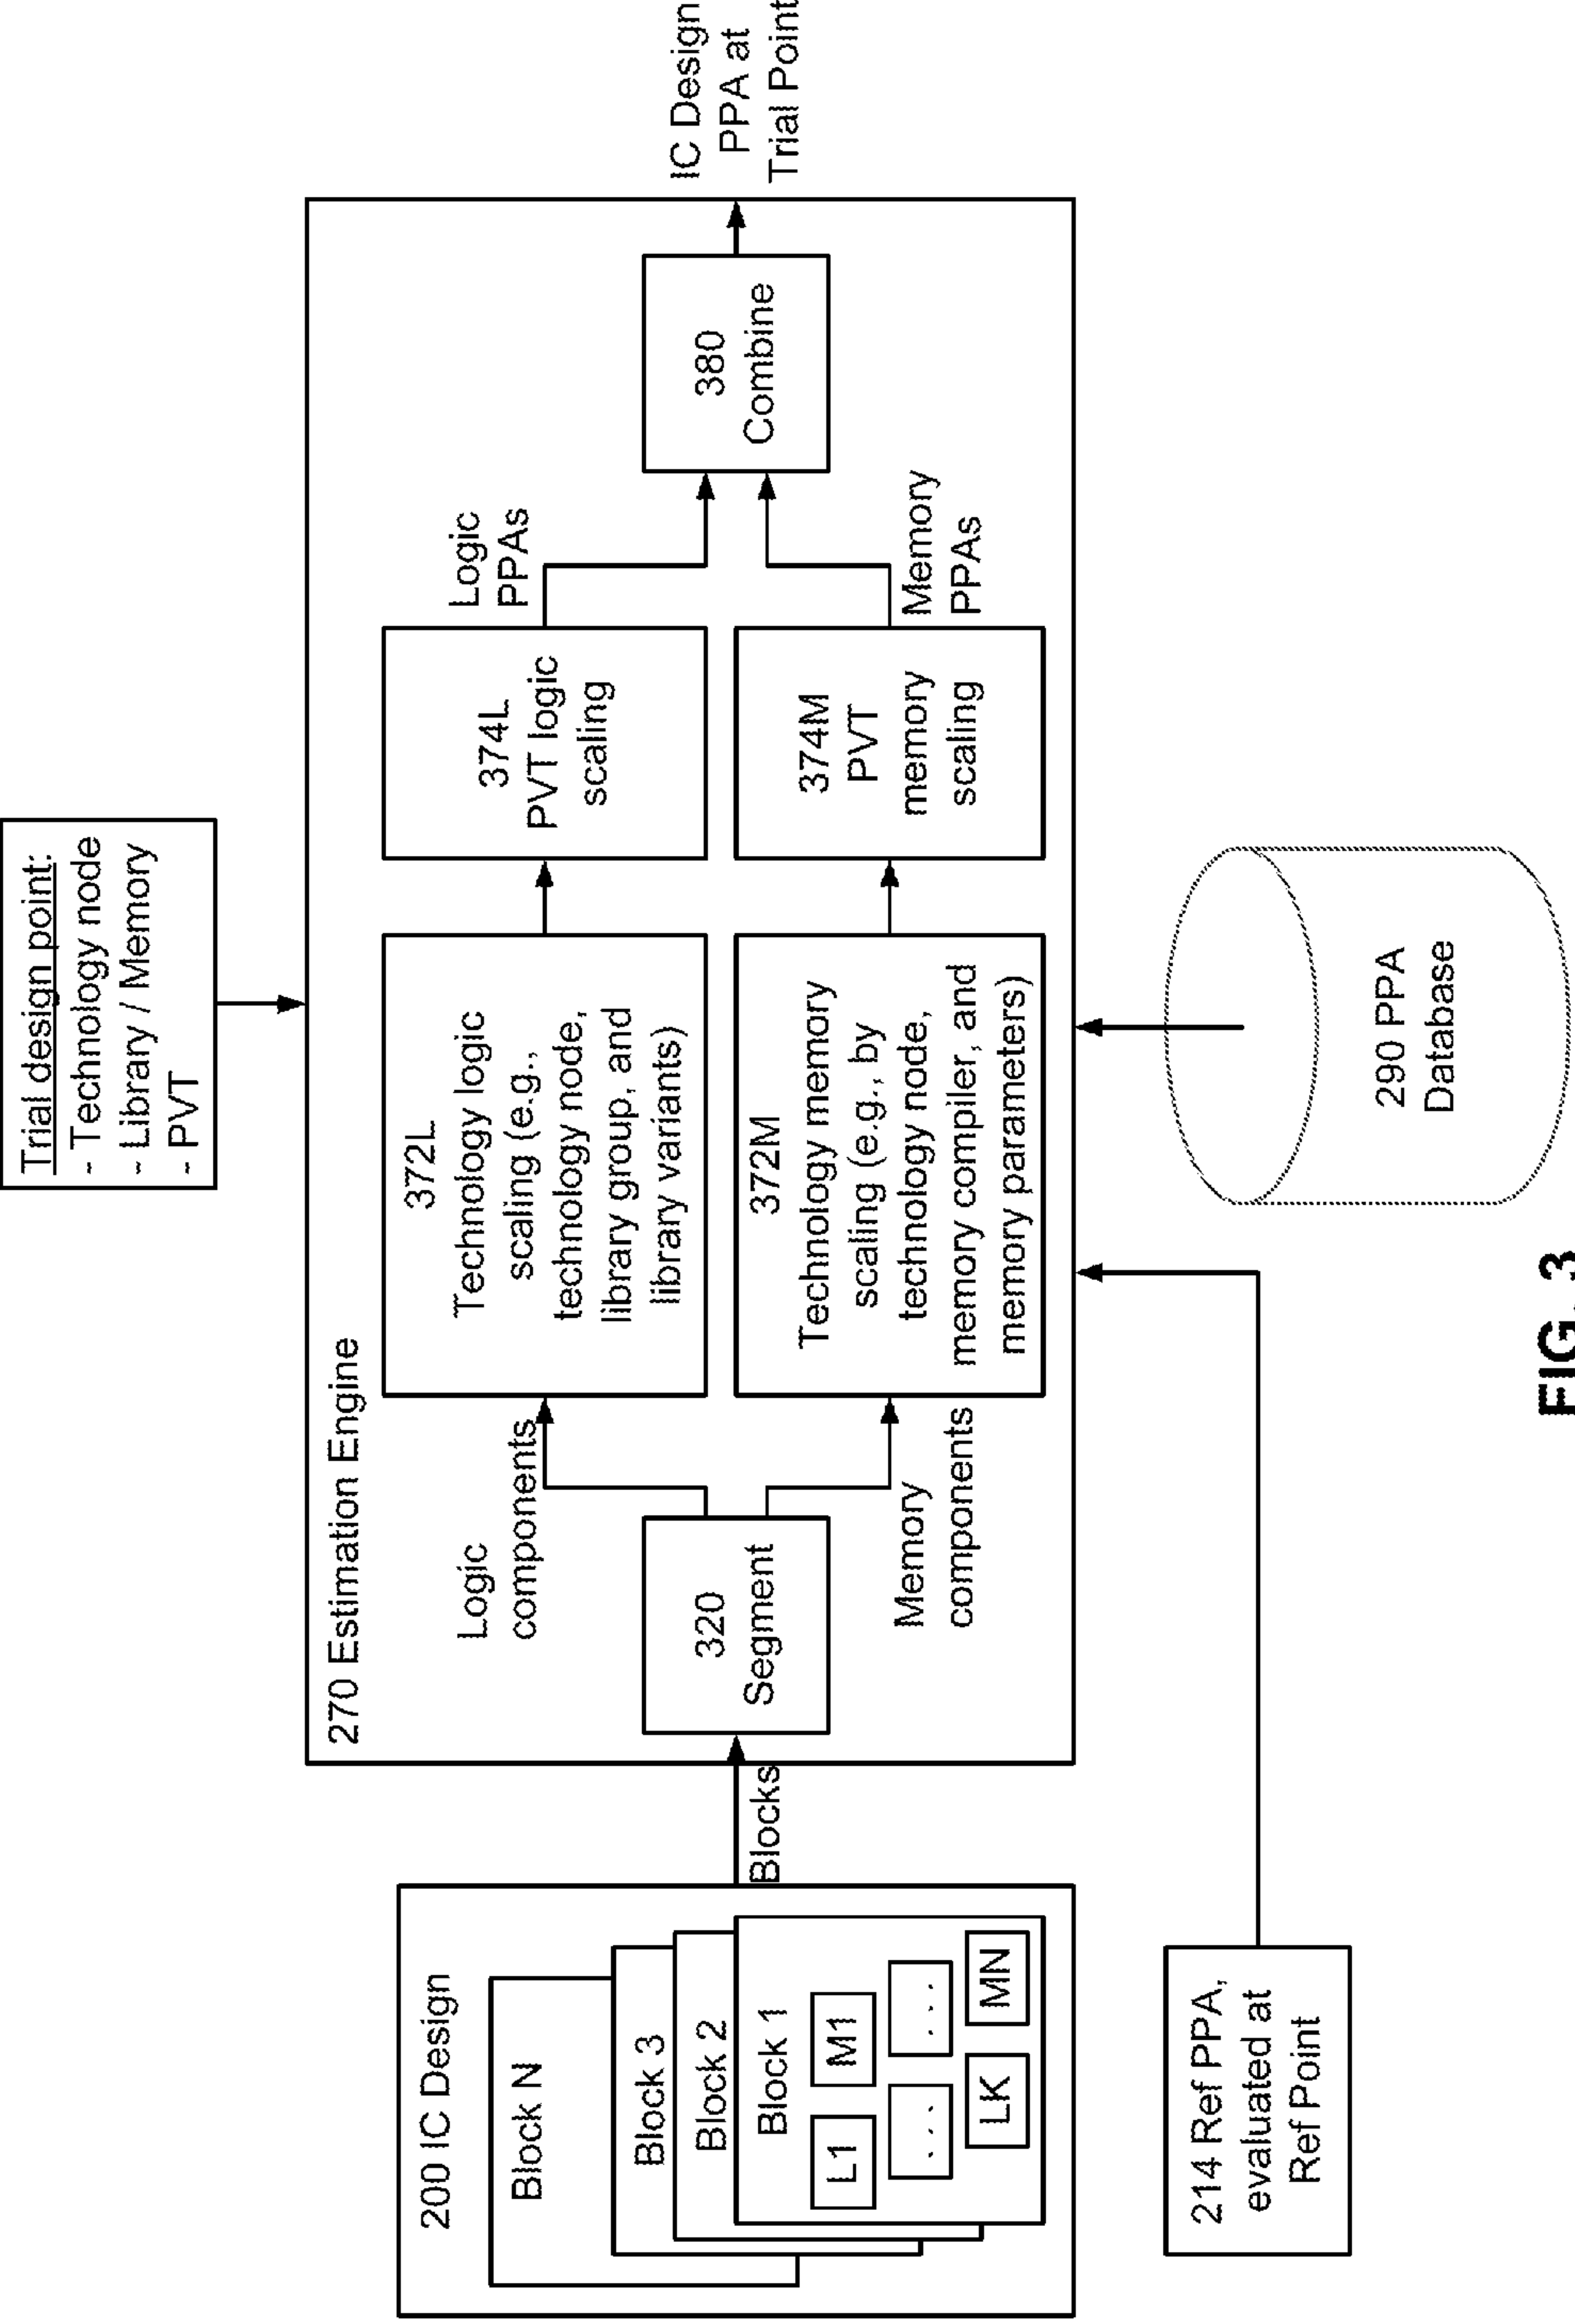 Trial design point:
- Technology node
- Library / Memory
- PVT
200 IC Design
Block N
Block 3
Block 2
Block 1
L1
M1
...
...
LK
MN
Blocks
270 Estimation Engine
320
Segment
Logic
components
Memory
components
372L
Technology logic
scaling (e.g.,
technology node,
library group, and
library variants)
372M
Technology memory
scaling (e.g., by
technology node,
memory compiler, and
memory parameters)
374L
PVT logic
scaling
374M
PVT
memory
scaling
Logic
PPAs
Memory
PPAs
380
Combine
IC Design
PPA at
Trial Point
214 Ref PPA,
evaluated at
Ref Point
290 PPA
Database
FIG. 3